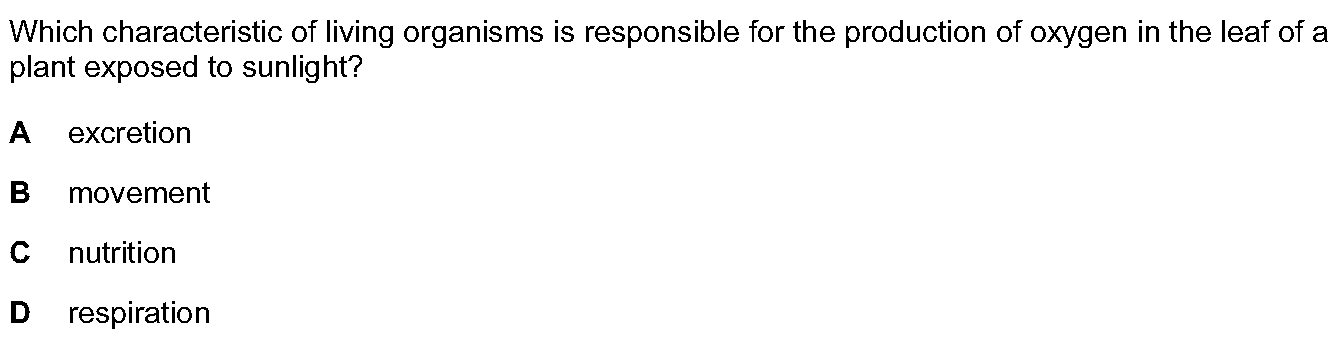 Which characteristic of living organisms is responsible for the production of oxygen in the leaf of a
plant exposed to sunlight?
A excretion
B movement
C nutrition
D respiration